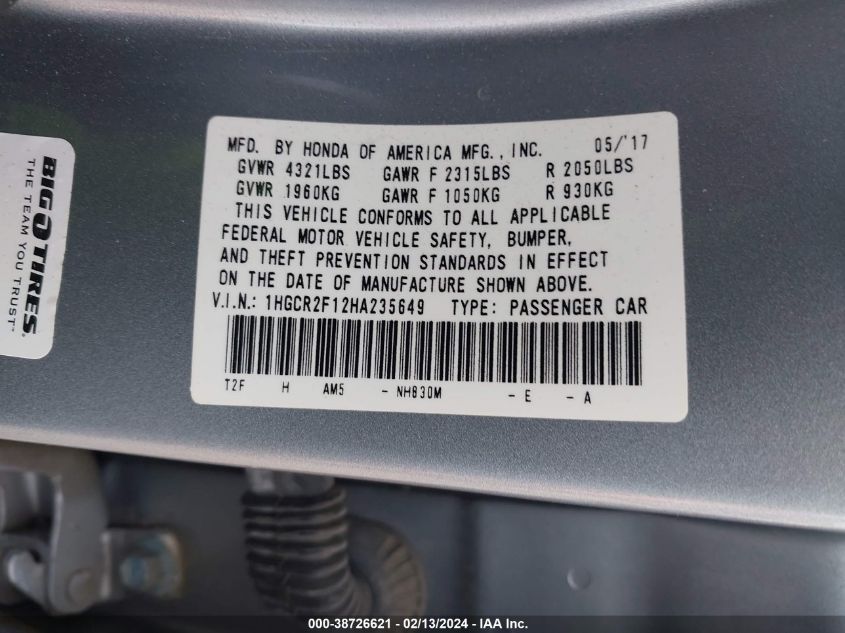 MFD. BY HONDA OF AMERICA MFG., INC. 05/'17
GVWR 4321LBS GAWR F 2315LBS R 2050LBS
GVWR 1960KG GAWR F 1050KG R 930KG
THIS VEHICLE CONFORMS TO ALL APPLICABLE
FEDERAL MOTOR VEHICLE SAFETY, BUMPER,
AND THEFT PREVENTION STANDARDS IN EFFECT
ON THE DATE OF MANUFACTURE SHOWN ABOVE.
V.I.N.: 1HGCR2F12HA235649 TYPE: PASSENGER CAR
T2F H AM5 - NH830M - E - A
BIG O TIRES
THE TEAM YOU TRUST™
000-38726621 / 02/13/2024 - IAA Inc.